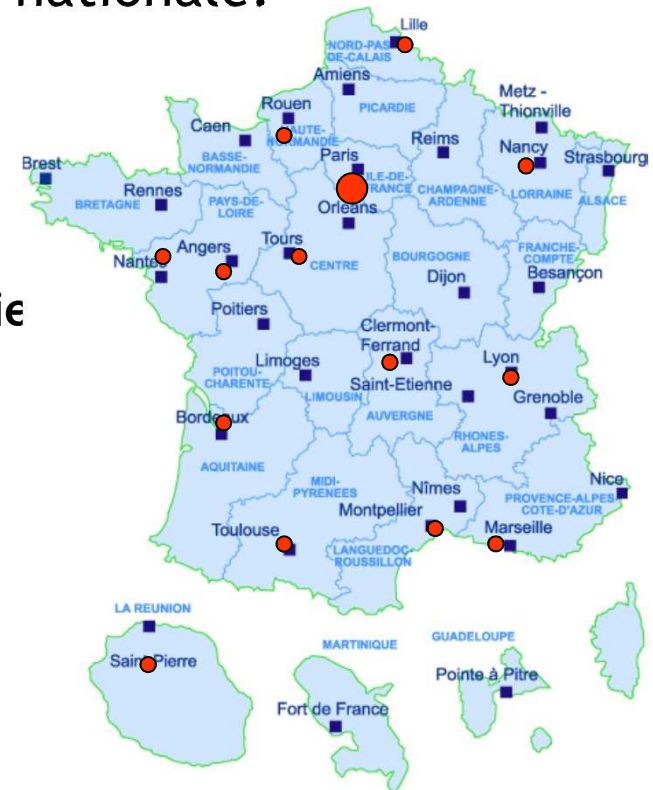 nationale.
Lille
NORD-PAS
DE-CALAIS
Amiens
Metz -
Thionville
Rouen
PICARDIE
Caen
HAUTE-
NORMANDIE
Reims
Nancy
Paris
Strasbourg
BASSE-
NORMANDIE
Brest
ILE-DE-
FRANCE
CHAMPAGNE-
ARDENNE
LORRAINE
ALSACE
Rennes
BRETAGNE
PAYS-DE-
LOIRE
Orleans
Tours
Angers
Nantes
CENTRE
BOURGOGNE
FRANCHE-
COMPTE
Dijon
Besançon
ie
Poitiers
Clermont-
Ferrand
Limoges
Lyon
POITOU-
CHARENTE
Saint-Etienne
LIMOUSIN
Grenoble
AUVERGNE
Bordeaux
RHONES-
ALPES
AQUITAINE
MIDI-
PYRENEES
Nîmes
Nice
PROVENCE-ALPES
COTE-D'AZUR
Montpellier
Toulouse
Marseille
LANGUEDOC-
ROUSSILLON
LA REUNION
MARTINIQUE
GUADELOUPE
Saint Pierre
Pointe à Pitre
Fort de France